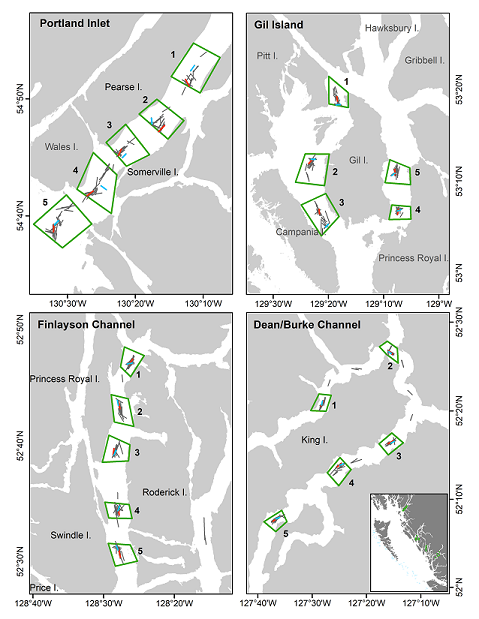 Portland Inlet
1
Pearse I.
2
3
Wales I.
4
Somerville I.
5
54°50'N
54°40'N
130°30'W
130°20'W
130°10'W
Gil Island
Hawksbury I.
Pitt I.
Gribbell I.
1
Gil I.
2
5
3
4
Campania I.
Princess Royal I.
53°20'N
53°10'N
53°N
129°30'W
129°20'W
129°10'W
129°W
Finlayson Channel
1
Princess Royal I.
2
3
Roderick I.
4
Swindle I.
5
Price I.
52°50'N
52°40'N
52°30'N
128°40'W
128°30'W
128°20'W
Dean/Burke Channel
2
1
King I.
3
4
5
52°30'N
52°20'N
52°10'N
52°N
127°40'W
127°30'W
127°20'W
127°10'W